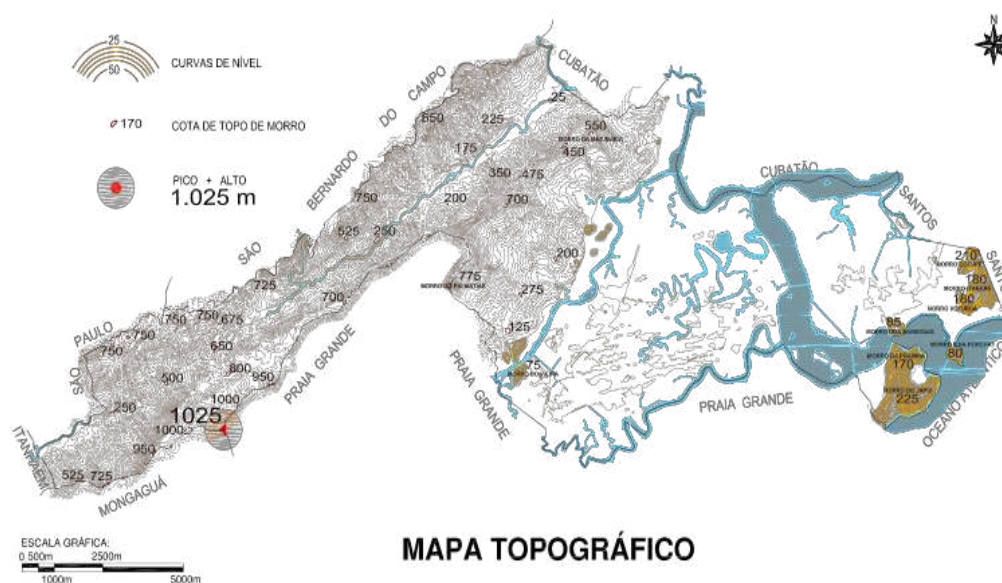 25
50
CURVAS DE NÍVEL
170
COTA DE TOPO DE MORRO
PICO + ALTO
1.025 m
N
CUBATÃO
DO CAMPO
BERNARDO
SÃO
PAULO
SÃO
ITANHAÉM
MONGAGUÁ
PRAIA GRANDE
PRAIA GRANDE
PRAIA GRANDE
CUBATÃO
SANTOS
OCEANO ATLÂNTICO
25
550
550
225
450
175
350
475
200
700
750
525
250
200
775
275
725
700
125
75
750
750
675
750
750
650
800
950
500
1000
250
1025
1000
950
525
725
210
180
180
65
80
170
225
ESCALA GRÁFICA:
0 500m 2500m
1000m 5000m
MAPA TOPOGRÁFICO